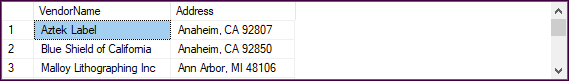 VendorName Address
1 Aztek Label Anaheim, CA 92807
2 Blue Shield of California Anaheim, CA 92850
3 Malloy Lithographing Inc Ann Arbor, MI 48106